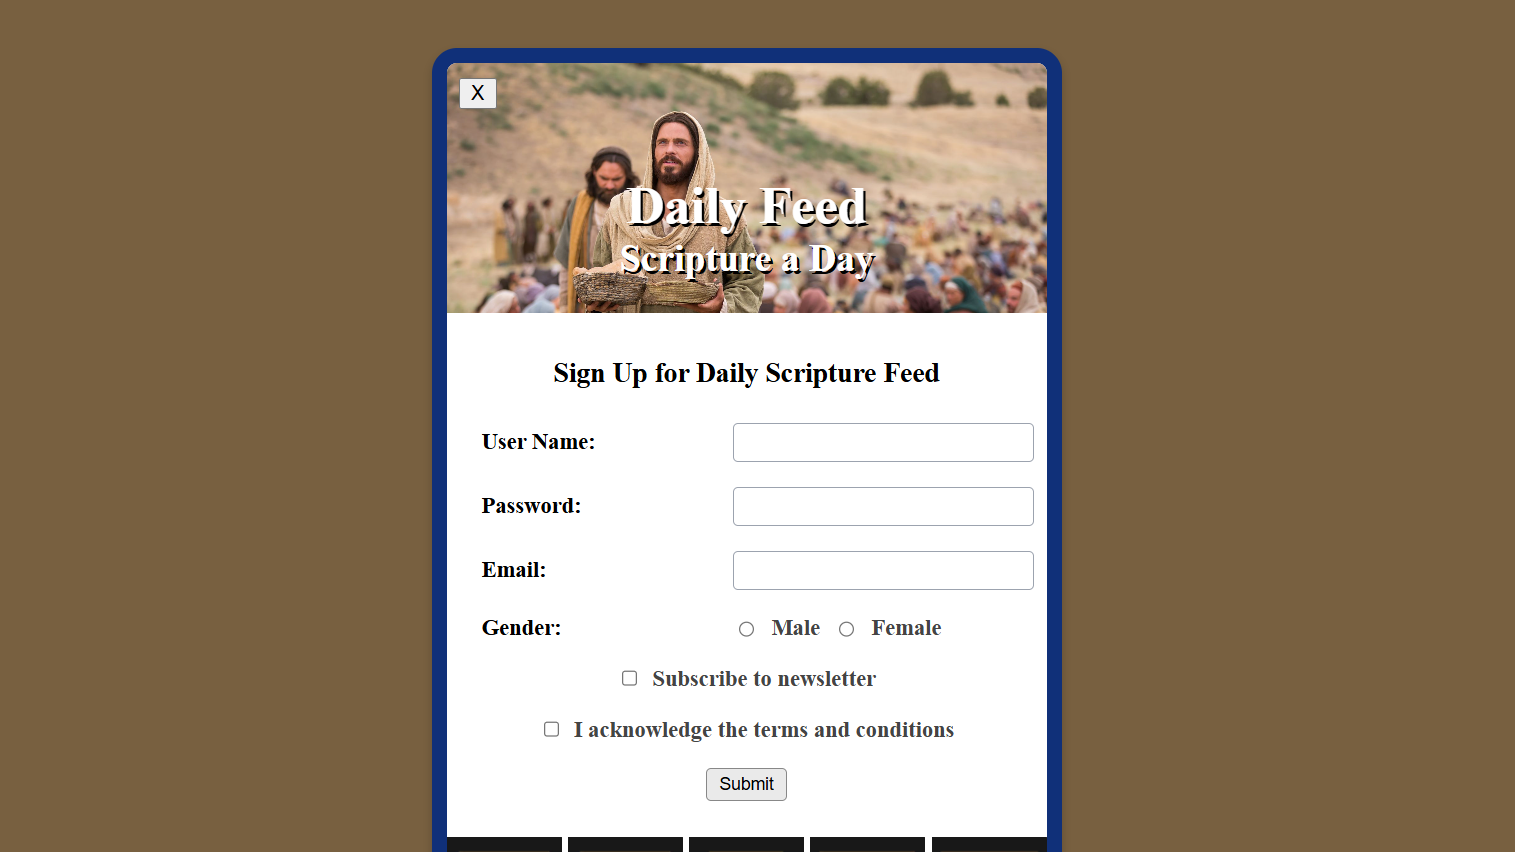 X
Daily Feed
Scripture a Day
Sign Up for Daily Scripture Feed
User Name:
Password:
Email:
Gender: Male Female
Subscribe to newsletter
I acknowledge the terms and conditions
Submit